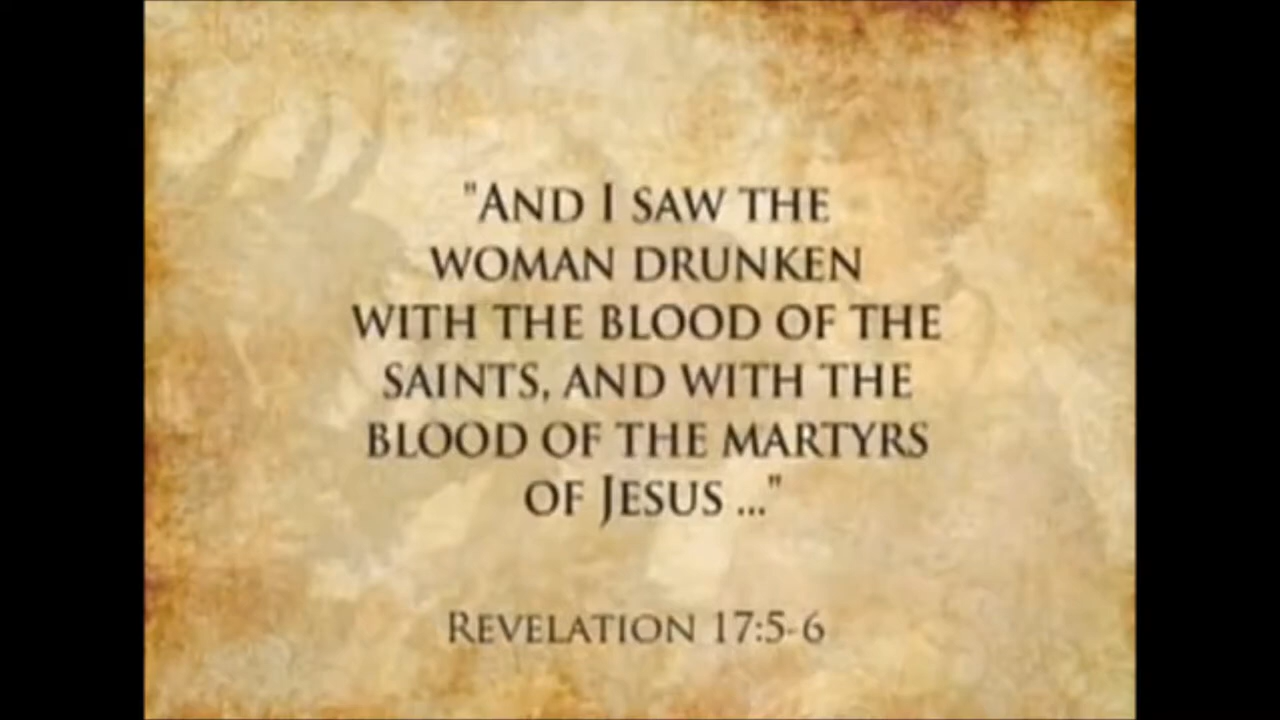 "AND I SAW THE
WOMAN DRUNKEN
WITH THE BLOOD OF THE
SAINTS, AND WITH THE
BLOOD OF THE MARTYRS
OF JESUS ..."
REVELATION 17:5-6